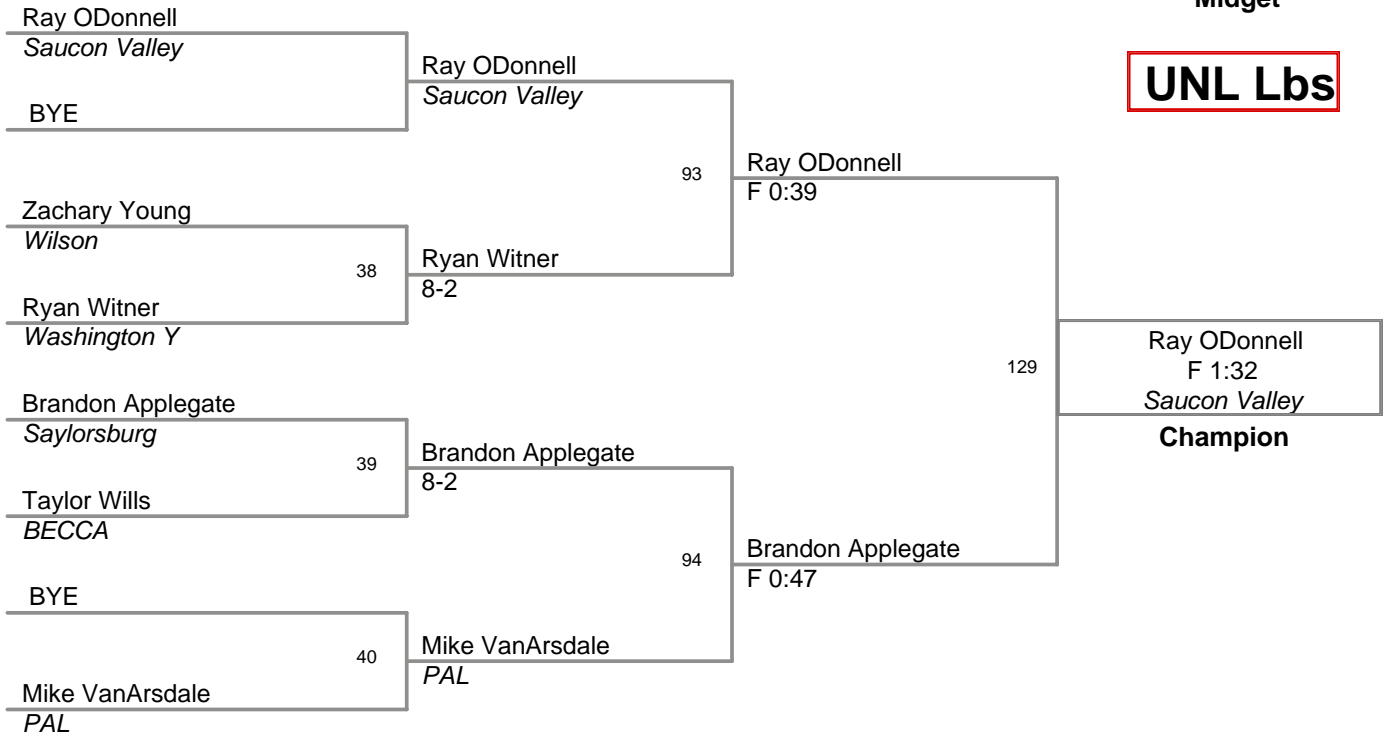 Midget
UNL Lbs
Ray ODonnell
Saucon Valley
BYE
Zachary Young
Wilson
38
Ryan Witner
Washington Y
Brandon Applegate
Saylorsburg
39
Taylor Wills
BECCA
BYE
40
Mike VanArsdale
PAL
Ray ODonnell
Saucon Valley
93
Ryan Witner
8-2
Brandon Applegate
8-2
94
Mike VanArsdale
PAL
Ray ODonnell
F 0:39
129
Brandon Applegate
F 0:47
Ray ODonnell
F 1:32
Saucon Valley
Champion